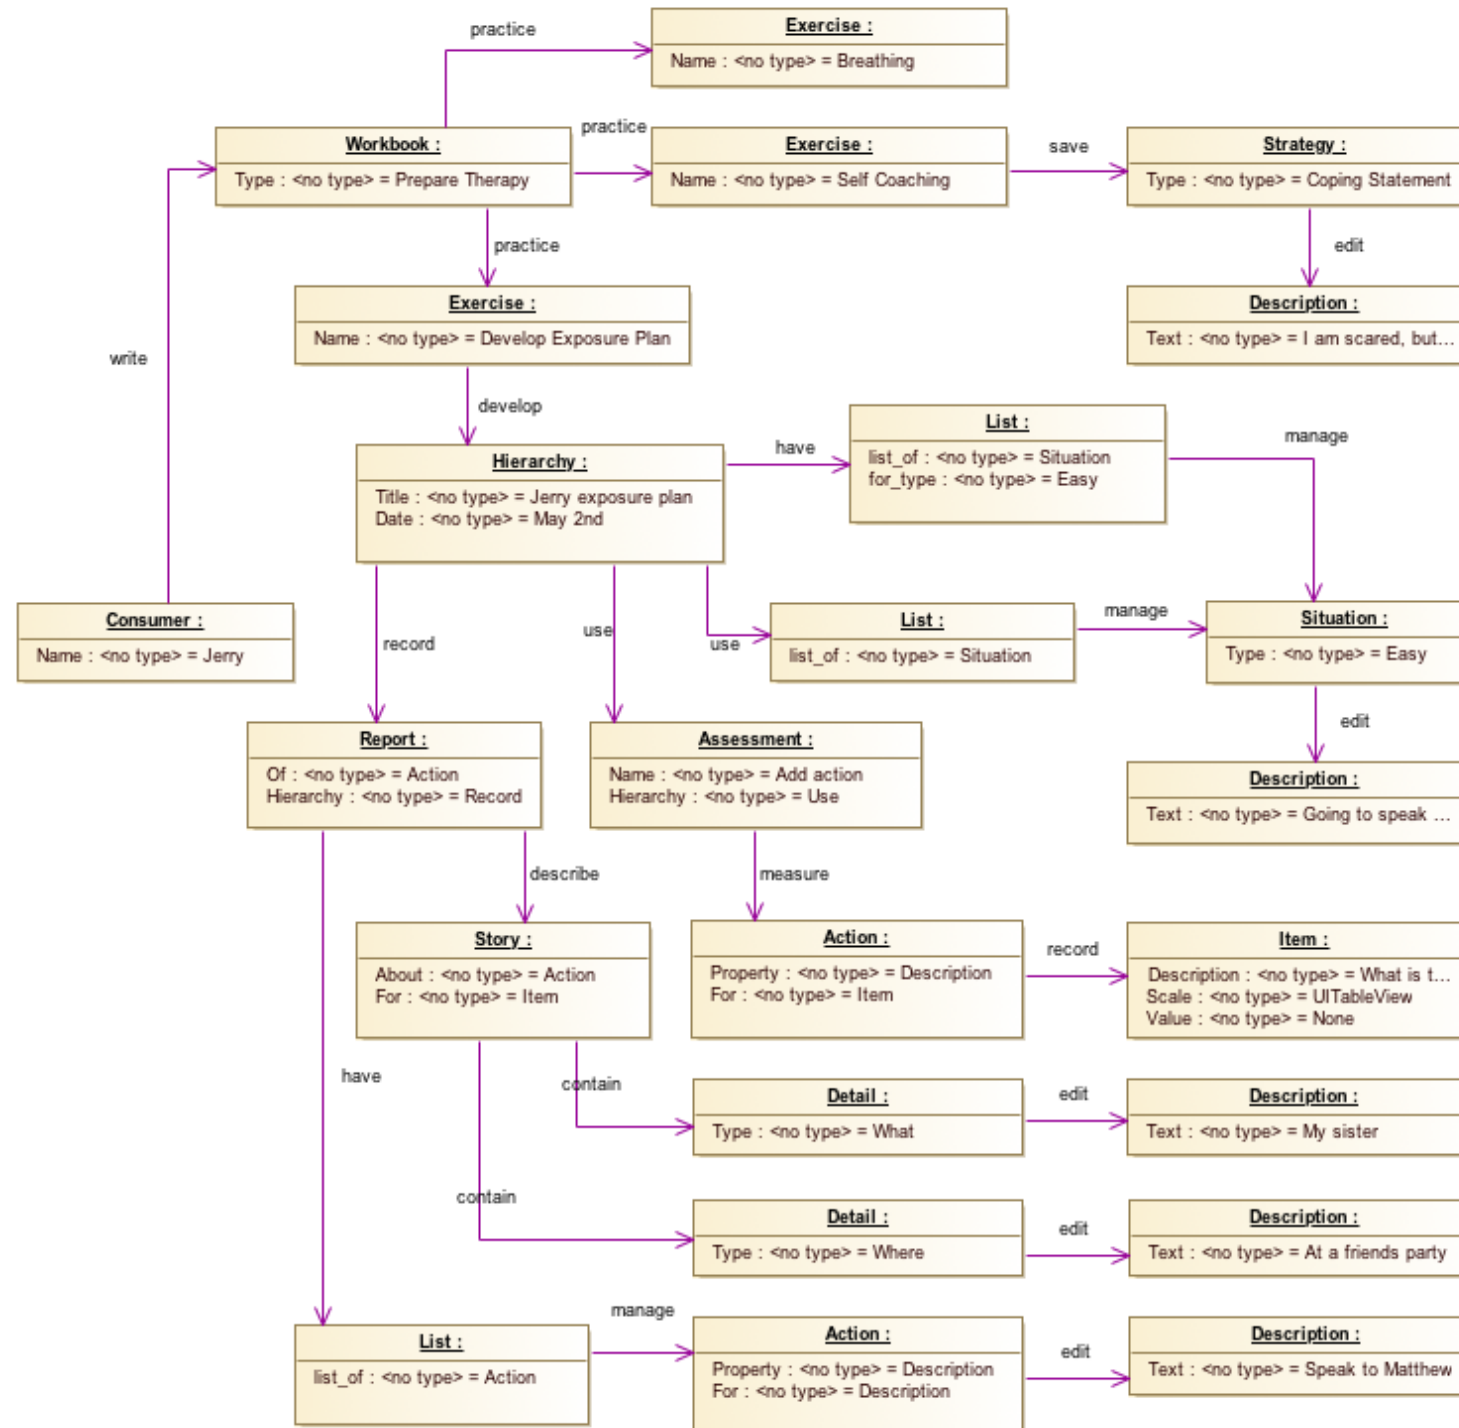 practice
Exercise :
Name : <no type> = Breathing
Workbook :
Type : <no type> = Prepare Therapy
practice
Exercise :
Name : <no type> = Self Coaching
save
Strategy :
Type : <no type> = Coping Statement
practice
edit
Exercise :
Name : <no type> = Develop Exposure Plan
Description :
Text : <no type> = I am scared, but...
write
develop
Hierarchy :
Title : <no type> = Jerry exposure plan
Date : <no type> = May 2nd
have
List :
list_of : <no type> = Situation
for_type : <no type> = Easy
manage
Consumer :
Name : <no type> = Jerry
record
use
use
List :
list_of : <no type> = Situation
manage
Situation :
Type : <no type> = Easy
edit
Report :
Of : <no type> = Action
Hierarchy : <no type> = Record
Assessment :
Name : <no type> = Add action
Hierarchy : <no type> = Use
Description :
Text : <no type> = Going to speak ...
describe
measure
Story :
About : <no type> = Action
For : <no type> = Item
Action :
Property : <no type> = Description
For : <no type> = Item
record
Item :
Description : <no type> = What is t...
Scale : <no type> = UITableView
Value : <no type> = None
have
contain
Detail :
Type : <no type> = What
edit
Description :
Text : <no type> = My sister
contain
Detail :
Type : <no type> = Where
edit
Description :
Text : <no type> = At a friends party
List :
list_of : <no type> = Action
manage
Action :
Property : <no type> = Description
For : <no type> = Description
edit
Description :
Text : <no type> = Speak to Matthew